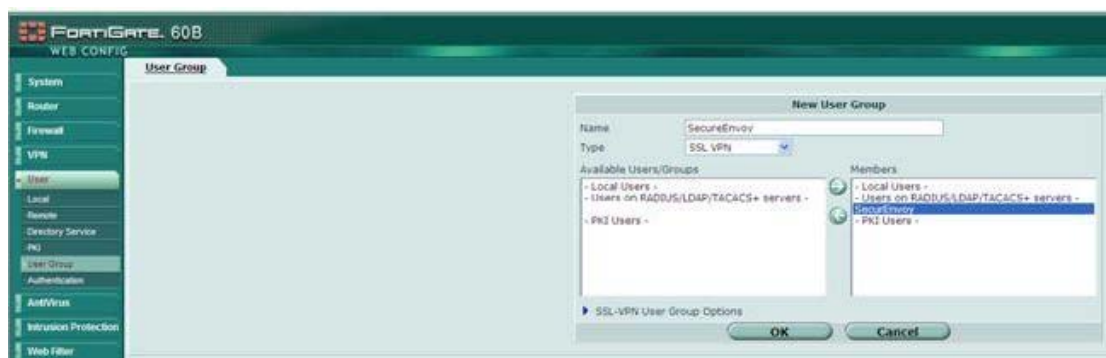 FORTIGATE. 60B
WEB CONFIG
User Group
System
Router
Firewall
VPN
User
Local
Remote
Directory Service
PKI
User Group
Authentication
AntiVirus
Intrusion Protection
Web Filter
New User Group
Name SecureEnvoy
Type SSL VPN
Available Users/Groups
- Local Users -
- Users on RADIUS/LDAP/TACACS+ servers -
- PKI Users -
Members
- Local Users -
- Users on RADIUS/LDAP/TACACS+ servers -
SecurEnvoy
- PKI Users -
SSL-VPN User Group Options
OK Cancel